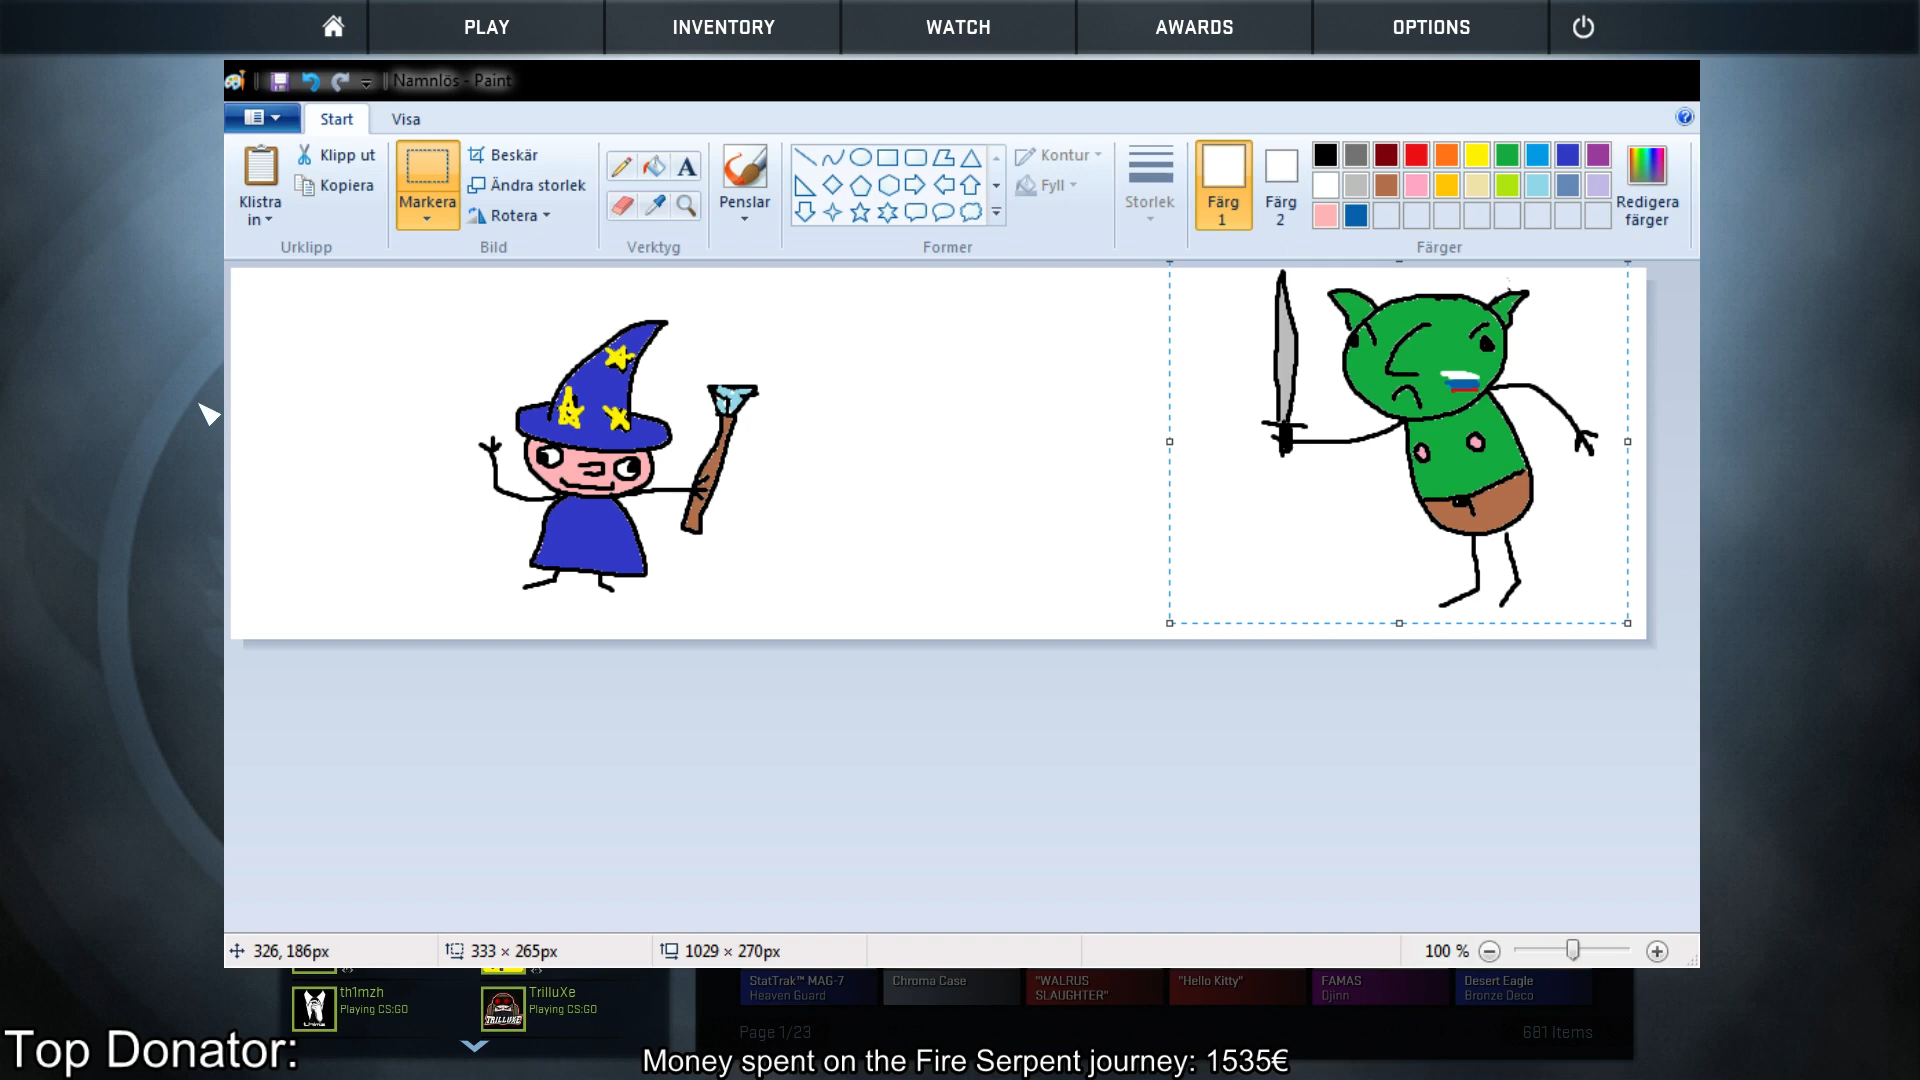 PLAY INVENTORY WATCH AWARDS OPTIONS
Namnlös - Paint
Start Visa
Klipp ut
Kopiera
Klistra in
Urklipp
Markera
Beskär
Ändra storlek
Rotera
Bild
A
Verktyg
Penslar
Former
Kontur
Fyll
Storlek
Färg 1
Färg 2
Redigera färger
Färger
326, 186px 333 × 265px 1029 × 270px 100 %
th1mzh
Playing CS:GO
TrilluXe
Playing CS:GO
TRILLUXE
StatTrak™ MAG-7
Heaven Guard
Chroma Case
"WALRUS
SLAUGHTER"
"Hello Kitty"
FAMAS
Djinn
Desert Eagle
Bronze Deco
Page 1/23 681 Items
Top Donator:
Money spent on the Fire Serpent journey: 1535€